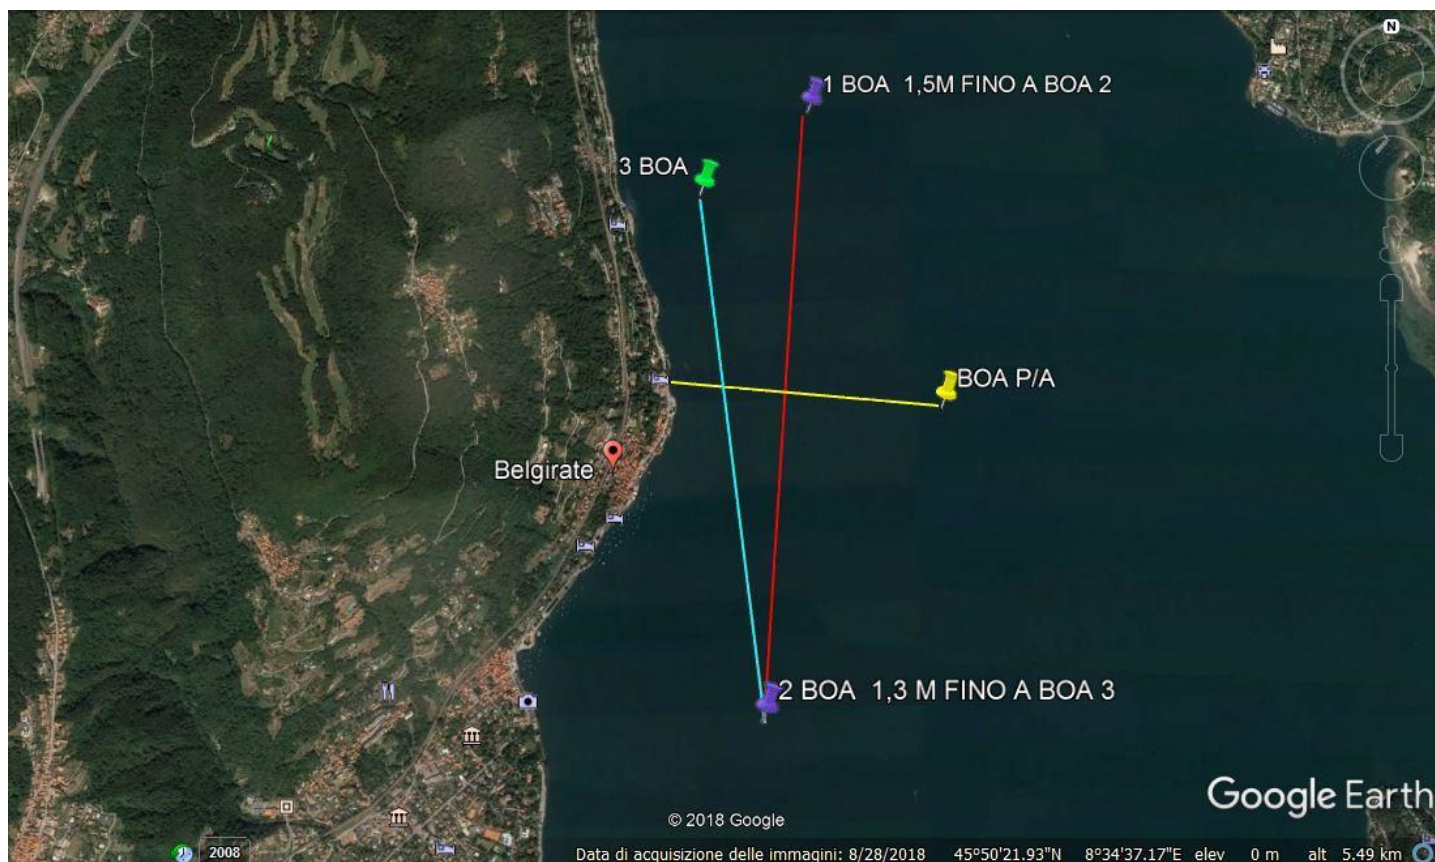 N
1 BOA  1,5M FINO A BOA 2
3 BOA
BOA P/A
Belgirate
2 BOA  1,3 M FINO A BOA 3
Google Earth
© 2018 Google
2008
Data di acquisizione delle immagini: 8/28/2018 45°50'21.93"N 8°34'37.17"E elev 0 m alt 5.49 km